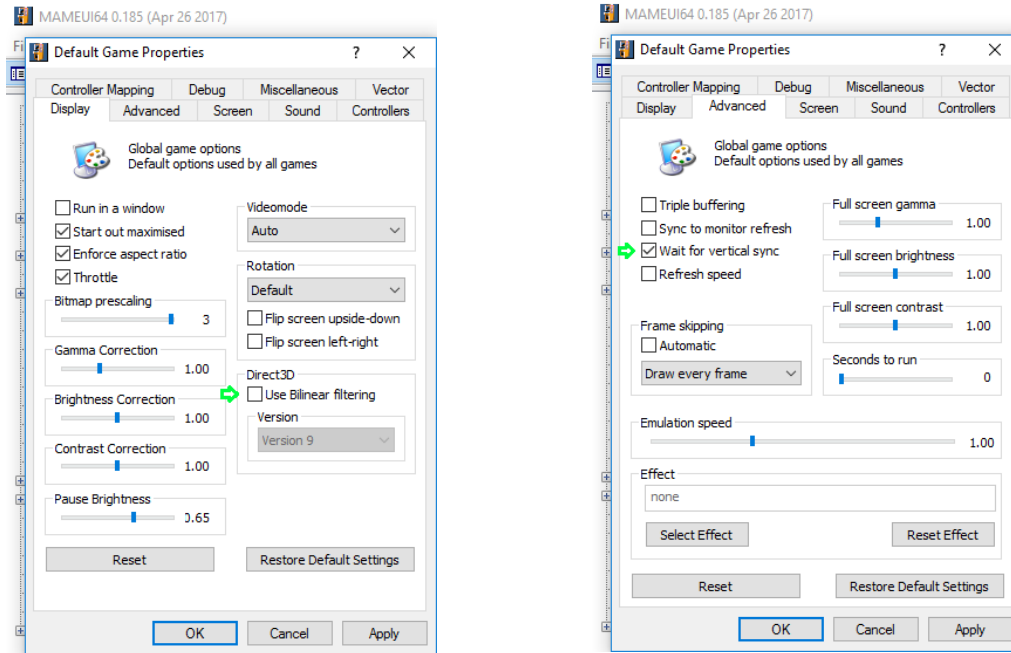 MAMEUI64 0.185 (Apr 26 2017)
Fi
Default Game Properties ?
Controller Mapping Debug Miscellaneous Vector
Display Advanced Screen Sound Controllers
Global game options
Default options used by all games
Run in a window
Start out maximised
Enforce aspect ratio
Throttle
Bitmap prescaling
3
Gamma Correction
1.00
Brightness Correction
1.00
Contrast Correction
1.00
Pause Brightness
0.65
Videomode
Auto
Rotation
Default
Flip screen upside-down
Flip screen left-right
Direct3D
Use Bilinear filtering
Version
Version 9
Reset Restore Default Settings
OK Cancel Apply
MAMEUI64 0.185 (Apr 26 2017)
Fi
Default Game Properties ?
Controller Mapping Debug Miscellaneous Vector
Display Advanced Screen Sound Controllers
Global game options
Default options used by all games
Triple buffering
Sync to monitor refresh
Wait for vertical sync
Refresh speed
Frame skipping
Automatic
Draw every frame
Full screen gamma
1.00
Full screen brightness
1.00
Full screen contrast
1.00
Seconds to run
0
Emulation speed
1.00
Effect
none
Select Effect Reset Effect
Reset Restore Default Settings
OK Cancel Apply